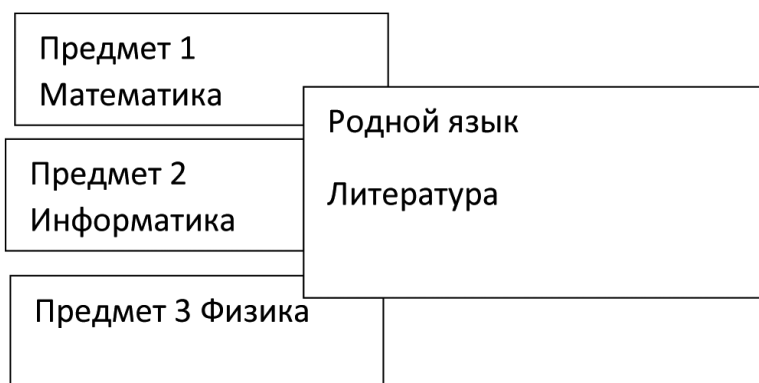 Предмет 1
Математика
Родной язык
Предмет 2
Литература
Информатика
Предмет 3 Физика